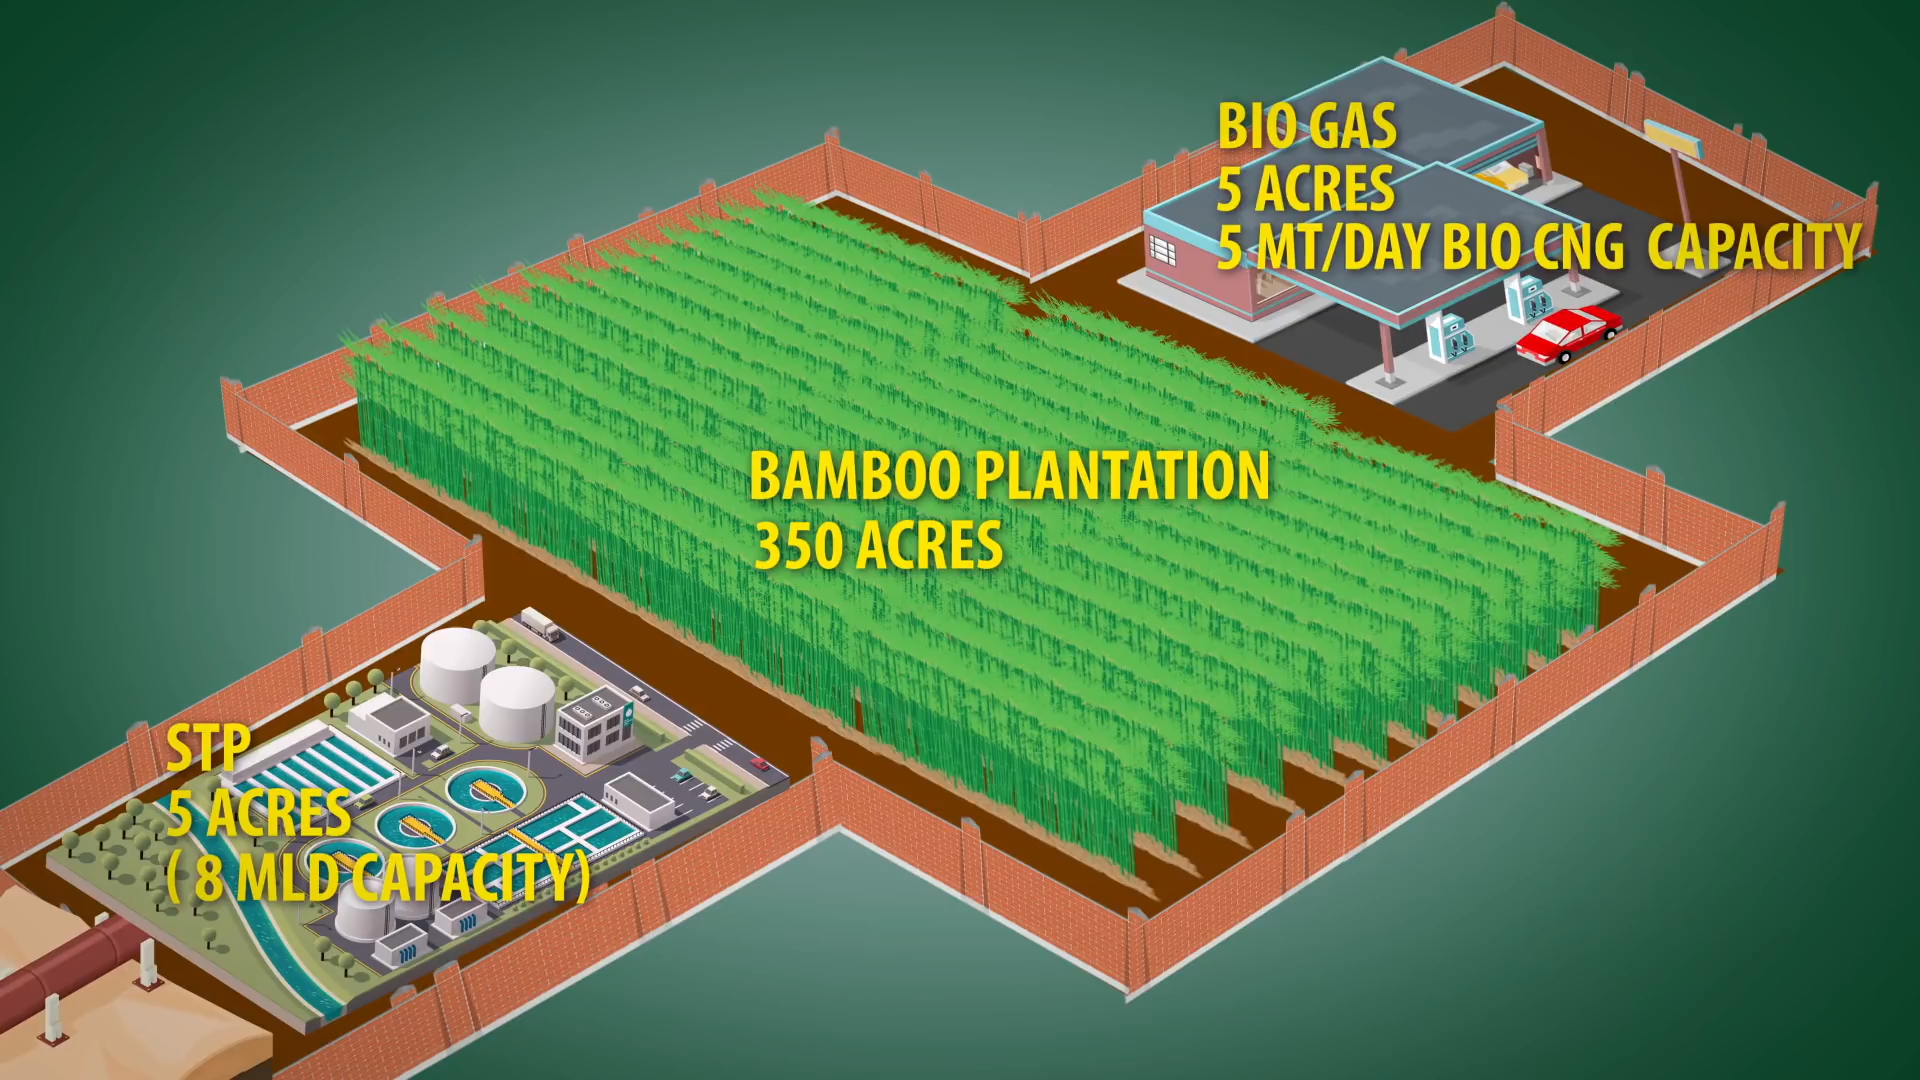 BIO GAS
5 ACRES
5 MT/DAY BIO CNG CAPACITY
BAMBOO PLANTATION
350 ACRES
STP
5 ACRES
( 8 MLD CAPACITY)